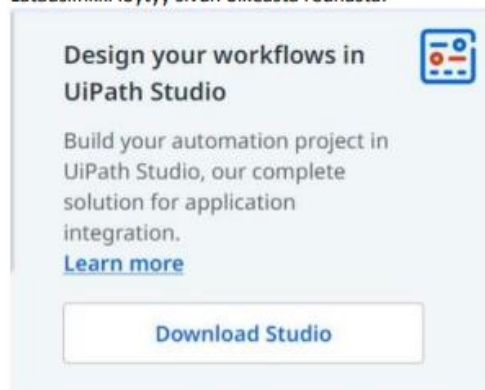 Design your workflows in
UiPath Studio
Build your automation project in
UiPath Studio, our complete
solution for application
integration.
Learn more
Download Studio